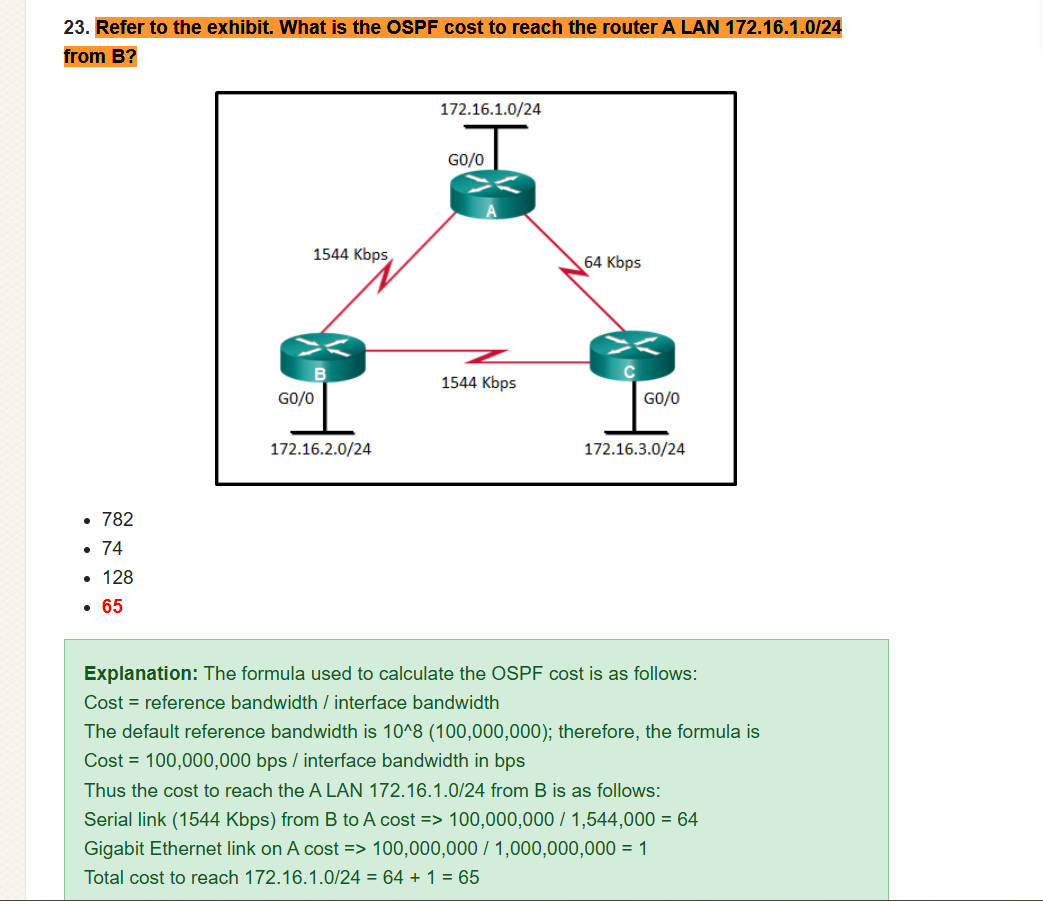 23. Refer to the exhibit. What is the OSPF cost to reach the router A LAN 172.16.1.0/24
from B?
172.16.1.0/24
G0/0
A
1544 Kbps
64 Kbps
B
C
1544 Kbps
G0/0
G0/0
172.16.2.0/24
172.16.3.0/24
• 782
• 74
• 128
• 65
Explanation: The formula used to calculate the OSPF cost is as follows:
Cost = reference bandwidth / interface bandwidth
The default reference bandwidth is 10^8 (100,000,000); therefore, the formula is
Cost = 100,000,000 bps / interface bandwidth in bps
Thus the cost to reach the A LAN 172.16.1.0/24 from B is as follows:
Serial link (1544 Kbps) from B to A cost => 100,000,000 / 1,544,000 = 64
Gigabit Ethernet link on A cost => 100,000,000 / 1,000,000,000 = 1
Total cost to reach 172.16.1.0/24 = 64 + 1 = 65